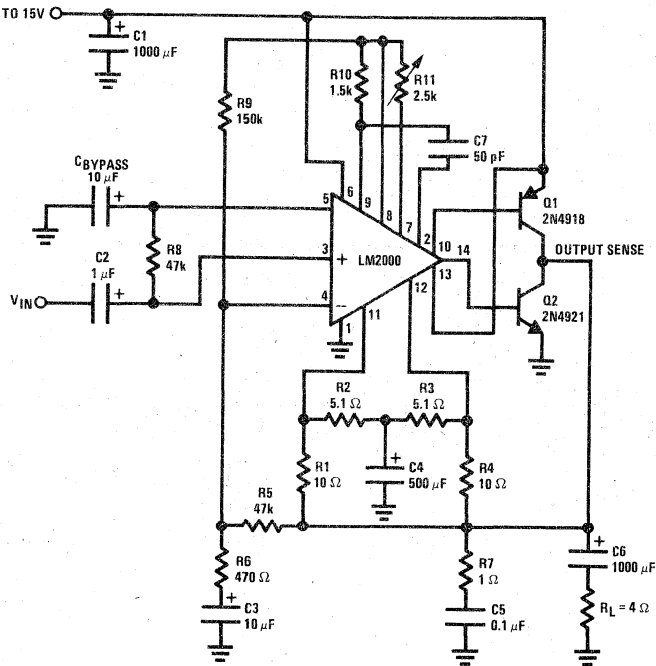 TO 15V
C1
1000 μF
R9
150k
R10
1.5k
R11
2.5k
C7
50 pF
CBYPASS
10 μF
C2
1 μF
R8
47k
VIN
5
6
9
8
7
2
10
14
13
12
3
4
1
11
+
−
LM2000
Q1
2N4918
OUTPUT SENSE
Q2
2N4921
R2
5.1 Ω
R3
5.1 Ω
R1
10 Ω
C4
500 μF
R4
10 Ω
R5
47k
R6
470 Ω
C3
10 μF
R7
1 Ω
C5
0.1 μF
C6
1000 μF
RL = 4 Ω
+
+
+
+
+
+